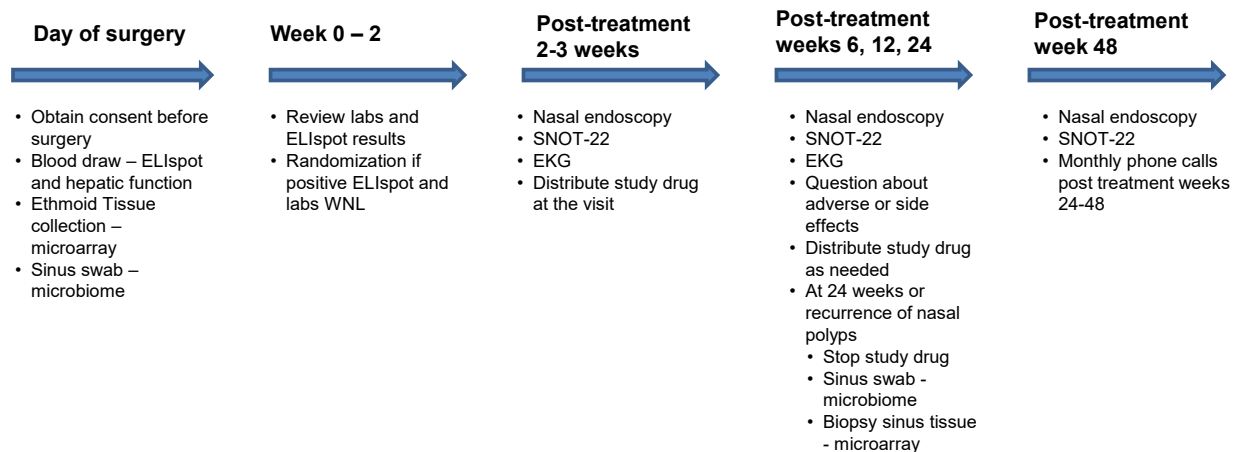 Day of surgery
• Obtain consent before
surgery
• Blood draw – ELIspot
and hepatic function
• Ethmoid Tissue
collection –
microarray
• Sinus swab –
microbiome
Week 0 – 2
• Review labs and
ELIspot results
• Randomization if
positive ELIspot and
labs WNL
Post-treatment
2-3 weeks
• Nasal endoscopy
• SNOT-22
• EKG
• Distribute study drug
at the visit
Post-treatment
weeks 6, 12, 24
• Nasal endoscopy
• SNOT-22
• EKG
• Question about
adverse or side
effects
• Distribute study drug
as needed
• At 24 weeks or
recurrence of nasal
polyps
• Stop study drug
• Sinus swab -
microbiome
• Biopsy sinus tissue
- microarray
Post-treatment
week 48
• Nasal endoscopy
• SNOT-22
• Monthly phone calls
post treatment weeks
24-48